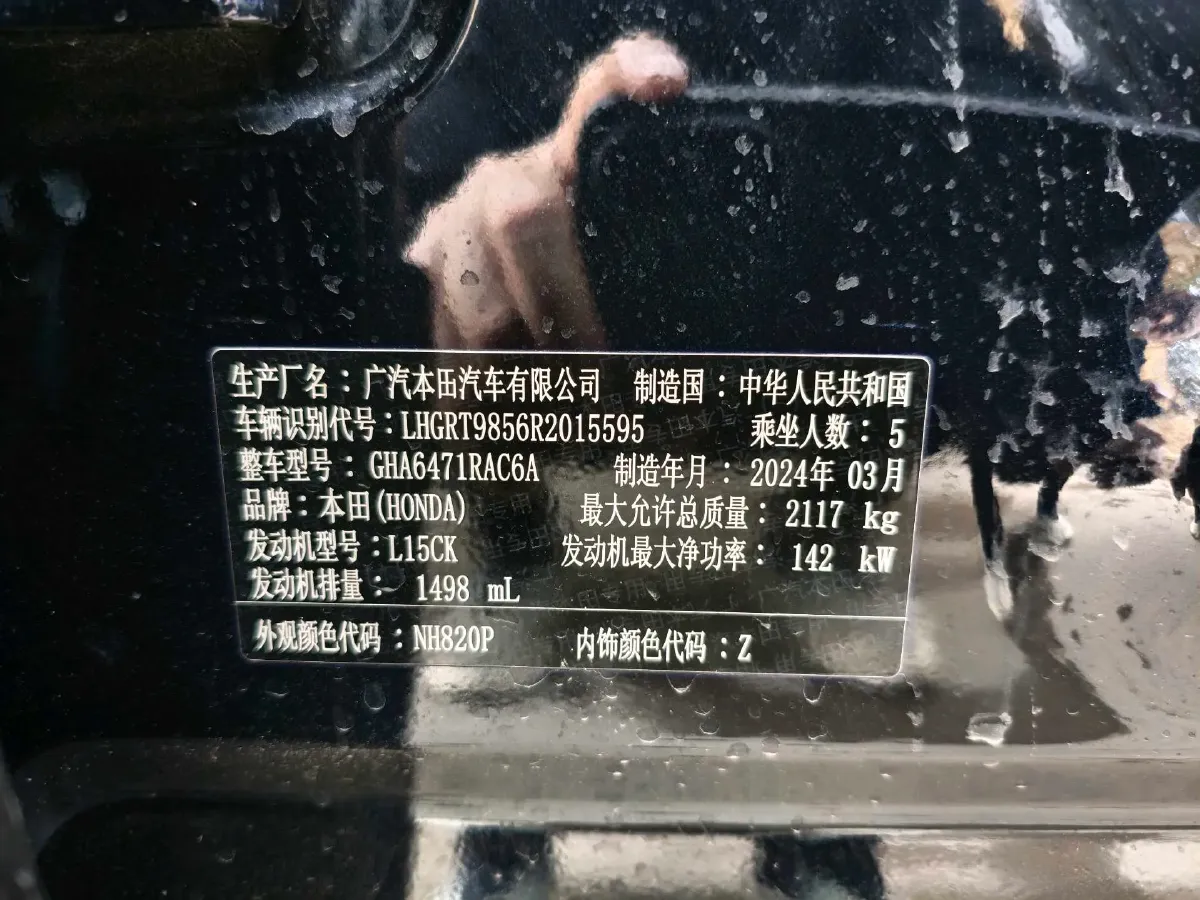 生产厂名：广汽本田汽车有限公司 制造国：中华人民共和国
车辆识别代号：LHGRT9856R2015595 乘坐人数：5
整车型号：GHA6471RAC6A 制造年月：2024年 03月
品牌：本田(HONDA) 最大允许总质量：2117 kg
发动机型号：L15CK 发动机最大净功率：142 kW
发动机排量：1498 mL
外观颜色代码：NH820P 内饰颜色代码：Z